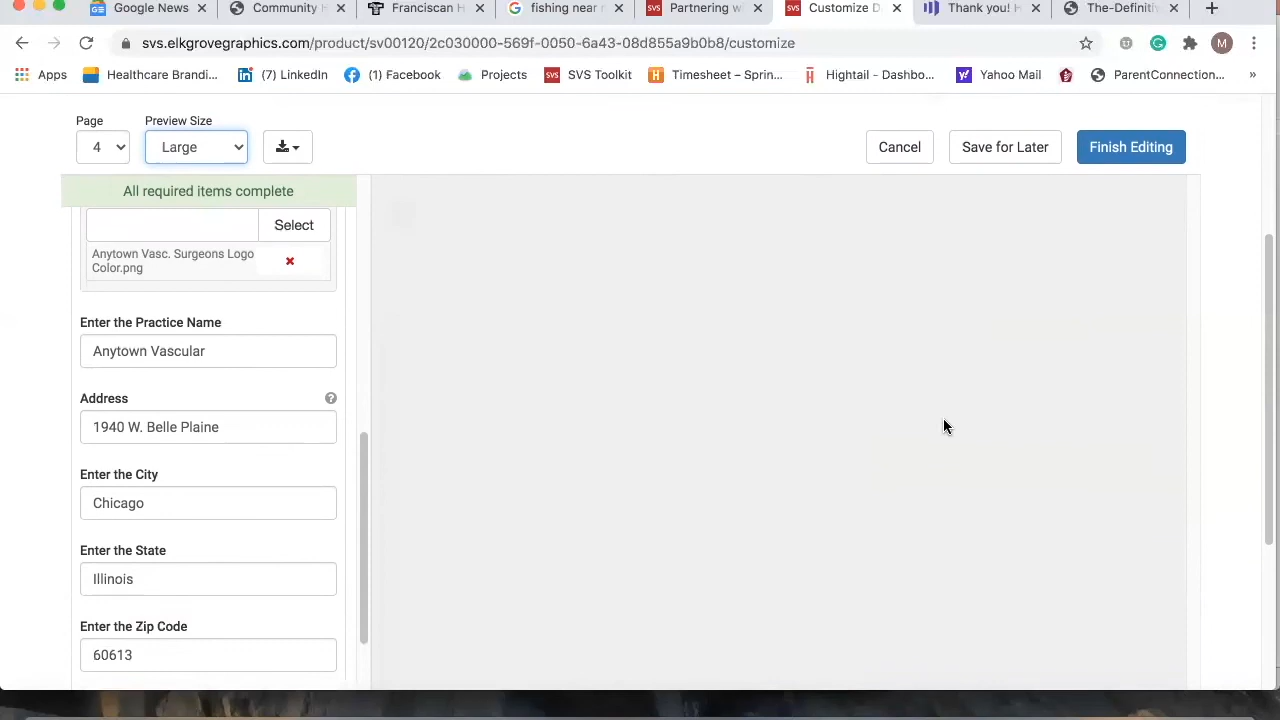 Google News
Community H
Franciscan H
fishing near r
Partnering wi
Customize D
Thank you! H
The-Definitiv
svs.elkgrovegraphics.com/product/sv00120/2c030000-569f-0050-6a43-08d855a9b0b8/customize
M
Apps
Healthcare Brandi...
(7) LinkedIn
(1) Facebook
Projects
SVS Toolkit
Timesheet – Sprin...
Hightail - Dashbo...
Yahoo Mail
ParentConnection...
»
Page
Preview Size
4
Large
Cancel
Save for Later
Finish Editing
All required items complete
Select
Anytown Vasc. Surgeons Logo
Color.png
Enter the Practice Name
Anytown Vascular
Address
1940 W. Belle Plaine
Enter the City
Chicago
Enter the State
Illinois
Enter the Zip Code
60613